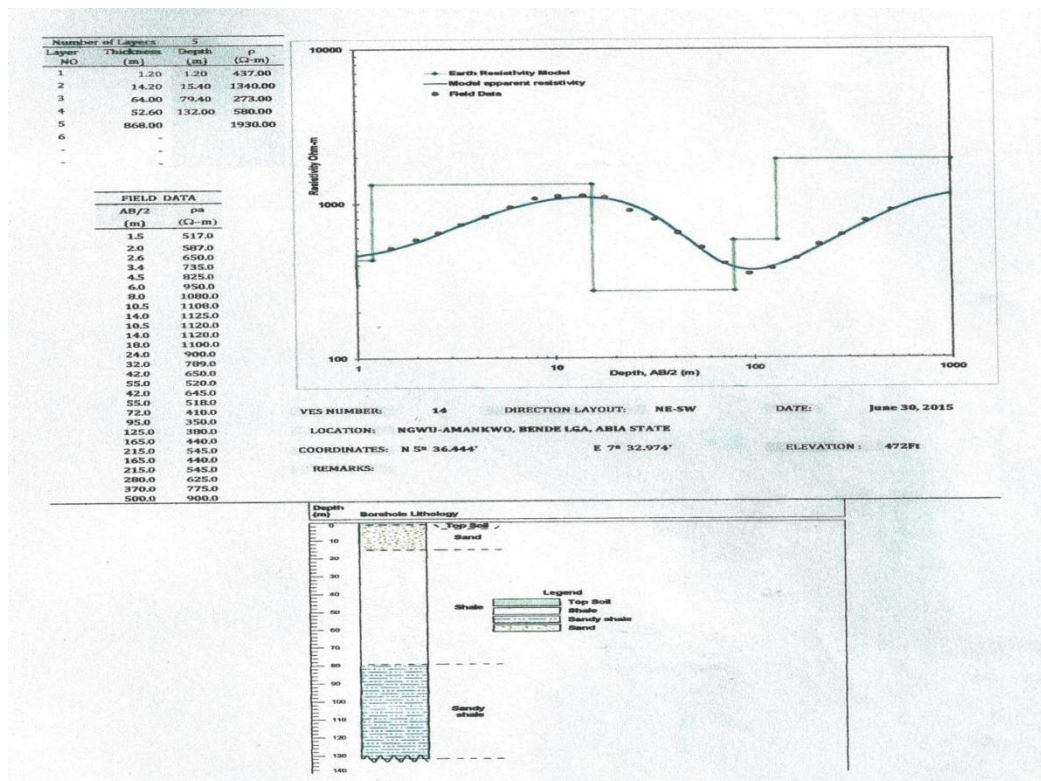 Number of Layers 5
Layer NO Thickness (m) Depth (m) ρ (Ω-m)
1 1.20 1.20 437.00
2 14.20 15.40 1340.00
3 64.00 79.40 273.00
4 52.60 132.00 580.00
5 868.00 1930.00
6 -
- -
- -
FIELD DATA
AB/2 ρa
(m) (Ω-m)
1.5 517.0
2.0 587.0
2.6 650.0
3.4 735.0
4.5 825.0
6.0 950.0
8.0 1080.0
10.5 1108.0
14.0 1125.0
10.5 1120.0
14.0 1120.0
18.0 1100.0
24.0 900.0
32.0 789.0
42.0 650.0
55.0 520.0
42.0 645.0
55.0 518.0
72.0 410.0
95.0 350.0
125.0 380.0
165.0 440.0
215.0 545.0
165.0 440.0
215.0 545.0
280.0 625.0
370.0 775.0
500.0 900.0
10000
1000
100
Resistivity Ohm-m
Earth Resistivity Model
Model apparent resistivity
Field Data
1 10 100 1000
Depth, AB/2 (m)
VES NUMBER: 14 DIRECTION LAYOUT: NE-SW DATE: June 30, 2015
LOCATION: NGWU-AMANKWO, BENDE LGA, ABIA STATE
COORDINATES: N 5º 36.444' E 7º 32.974' ELEVATION : 472Ft
REMARKS:
Depth (m) Borehole Lithology
0
10
20
30
40
50
60
70
80
90
100
110
120
130
140
Top Soil
Sand
Shale
Sandy shale
Legend
Top Soil
Shale
Sandy shale
Sand